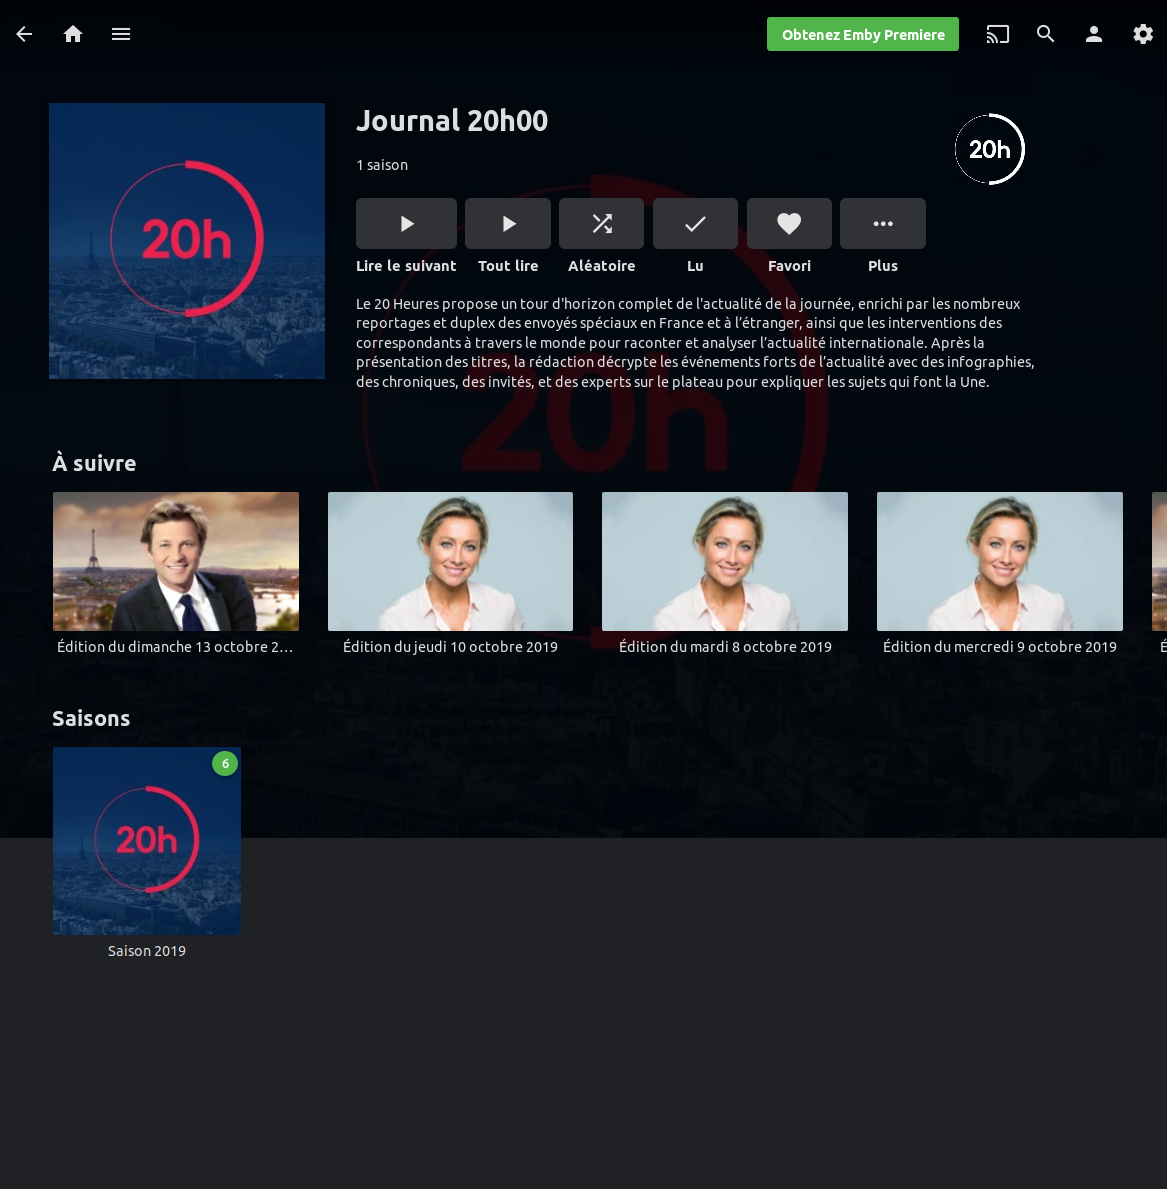 Obtenez Emby Premiere
20h
Journal 20h00
20h
1 saison
Lire le suivant
Tout lire
Aléatoire
Lu
Favori
Plus
Le 20 Heures propose un tour d'horizon complet de l'actualité de la journée, enrichi par les nombreux
reportages et duplex des envoyés spéciaux en France et à l’étranger, ainsi que les interventions des
correspondants à travers le monde pour raconter et analyser l’actualité internationale. Après la
présentation des titres, la rédaction décrypte les événements forts de l’actualité avec des infographies,
des chroniques, des invités, et des experts sur le plateau pour expliquer les sujets qui font la Une.
20h
À suivre
Édition du dimanche 13 octobre 2…
Édition du jeudi 10 octobre 2019
Édition du mardi 8 octobre 2019
Édition du mercredi 9 octobre 2019
É
Saisons
6
20h
Saison 2019